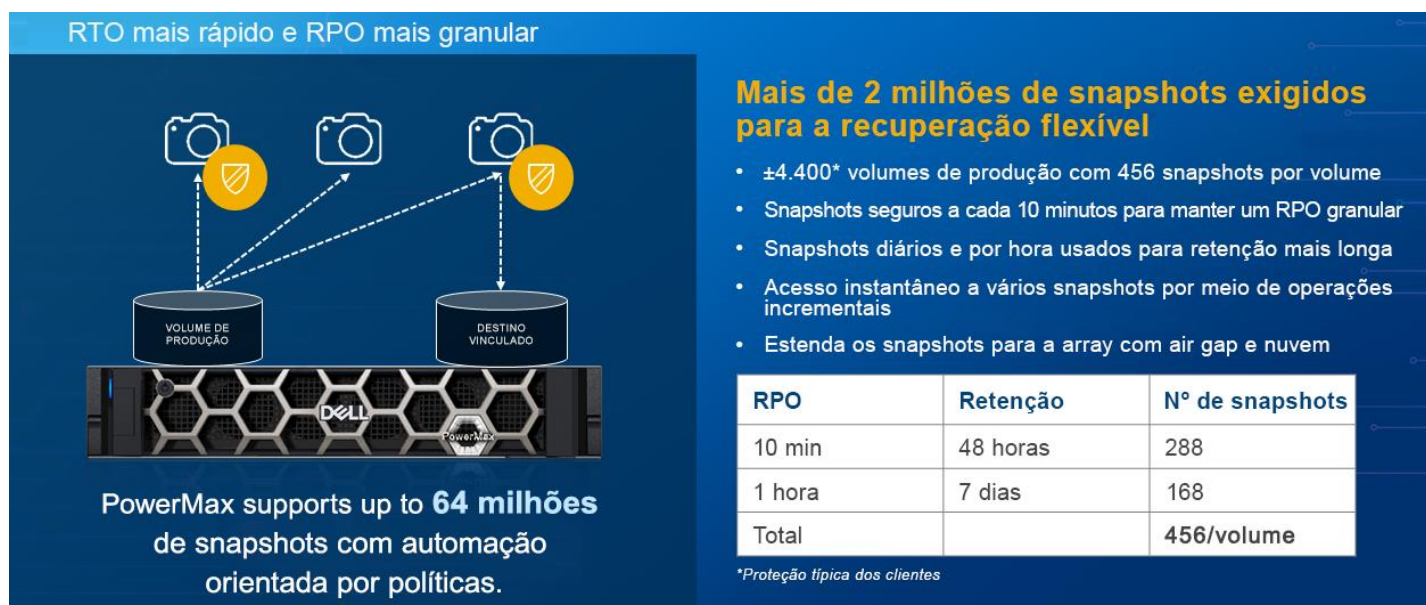 RTO mais rápido e RPO mais granular
VOLUME DE
PRODUÇÃO
DESTINO
VINCULADO
DELL
PowerMax
PowerMax supports up to 64 milhões
de snapshots com automação
orientada por políticas.
Mais de 2 milhões de snapshots exigidos
para a recuperação flexível
• ±4.400* volumes de produção com 456 snapshots por volume
• Snapshots seguros a cada 10 minutos para manter um RPO granular
• Snapshots diários e por hora usados para retenção mais longa
• Acesso instantâneo a vários snapshots por meio de operações
incrementais
• Estenda os snapshots para a array com air gap e nuvem
RPO Retenção Nº de snapshots
10 min 48 horas 288
1 hora 7 dias 168
Total 456/volume
*Proteção típica dos clientes